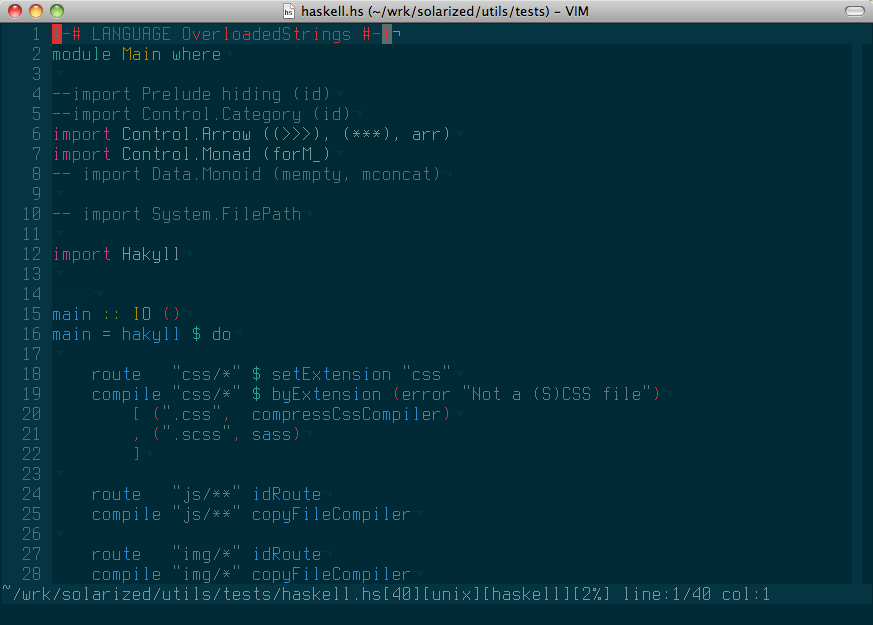 haskell.hs (~/wrk/solarized/utils/tests) - VIM
1 {-# LANGUAGE OverloadedStrings #-}¬
2 module Main where¬
3 ¬
4 --import Prelude hiding (id)¬
5 --import Control.Category (id)¬
6 import Control.Arrow ((>>>), (***), arr)¬
7 import Control.Monad (forM_)¬
8 -- import Data.Monoid (mempty, mconcat)¬
9 ¬
10 -- import System.FilePath¬
11 ¬
12 import Hakyll¬
13 ¬
14 >>>>¬
15 main :: IO ()¬
16 main = hakyll $ do¬
17 ¬
18     route   "css/*" $ setExtension "css"¬
19     compile "css/*" $ byExtension (error "Not a (S)CSS file")¬
20         [ (".css",  compressCssCompiler)¬
21         , (".scss", sass)¬
22         ]¬
23 ¬
24     route   "js/**" idRoute¬
25     compile "js/**" copyFileCompiler¬
26 ¬
27     route   "img/*" idRoute¬
28     compile "img/*" copyFileCompiler¬
~/wrk/solarized/utils/tests/haskell.hs[40][unix][haskell][2%] line:1/40 col:1